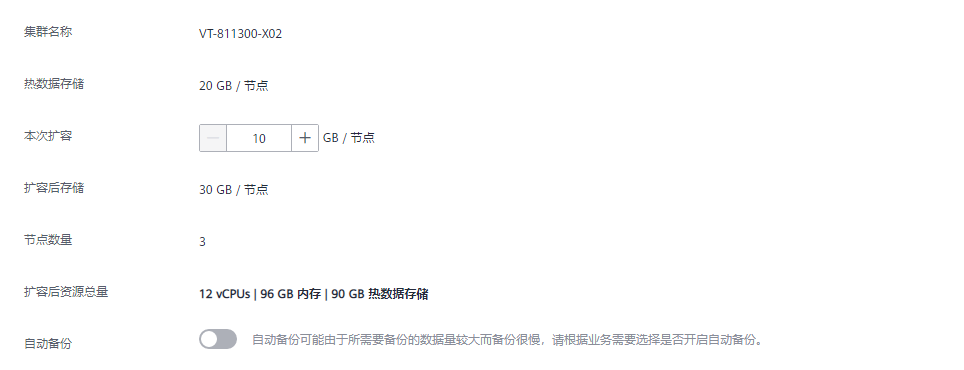 集群名称 VT-811300-X02
热数据存储 20 GB / 节点
本次扩容 — 10 + GB / 节点
扩容后存储 30 GB / 节点
节点数量 3
扩容后资源总量 12 vCPUs | 96 GB 内存 | 90 GB 热数据存储
自动备份 自动备份可能由于所需要备份的数据量较大而备份很慢，请根据业务需要选择是否开启自动备份。